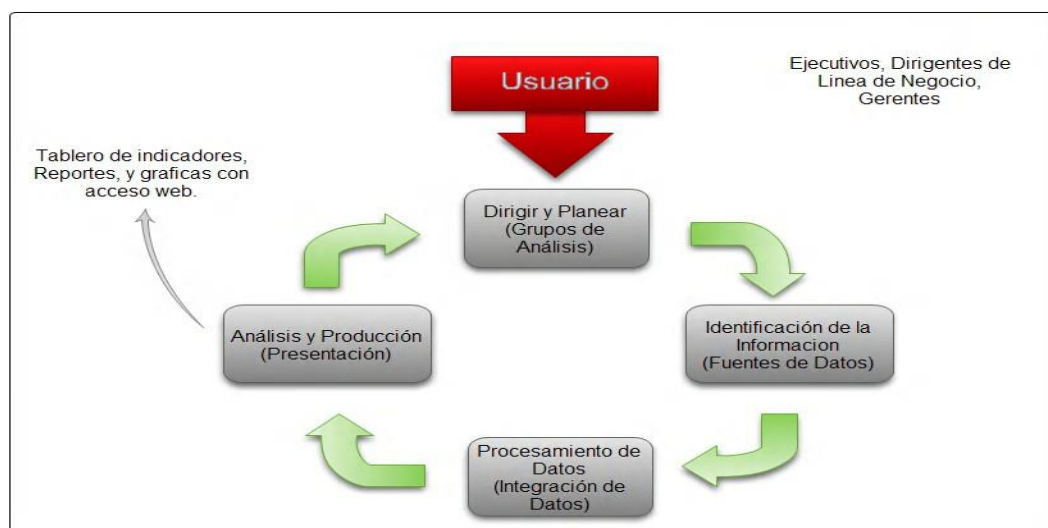 Usuario
Ejecutivos, Dirigentes de
Linea de Negocio,
Gerentes
Tablero de indicadores,
Reportes, y graficas con
acceso web.
Dirigir y Planear
(Grupos de
Análisis)
Identificación de la
Informacion
(Fuentes de Datos)
Procesamiento de
Datos
(Integración de
Datos)
Análisis y Producción
(Presentación)